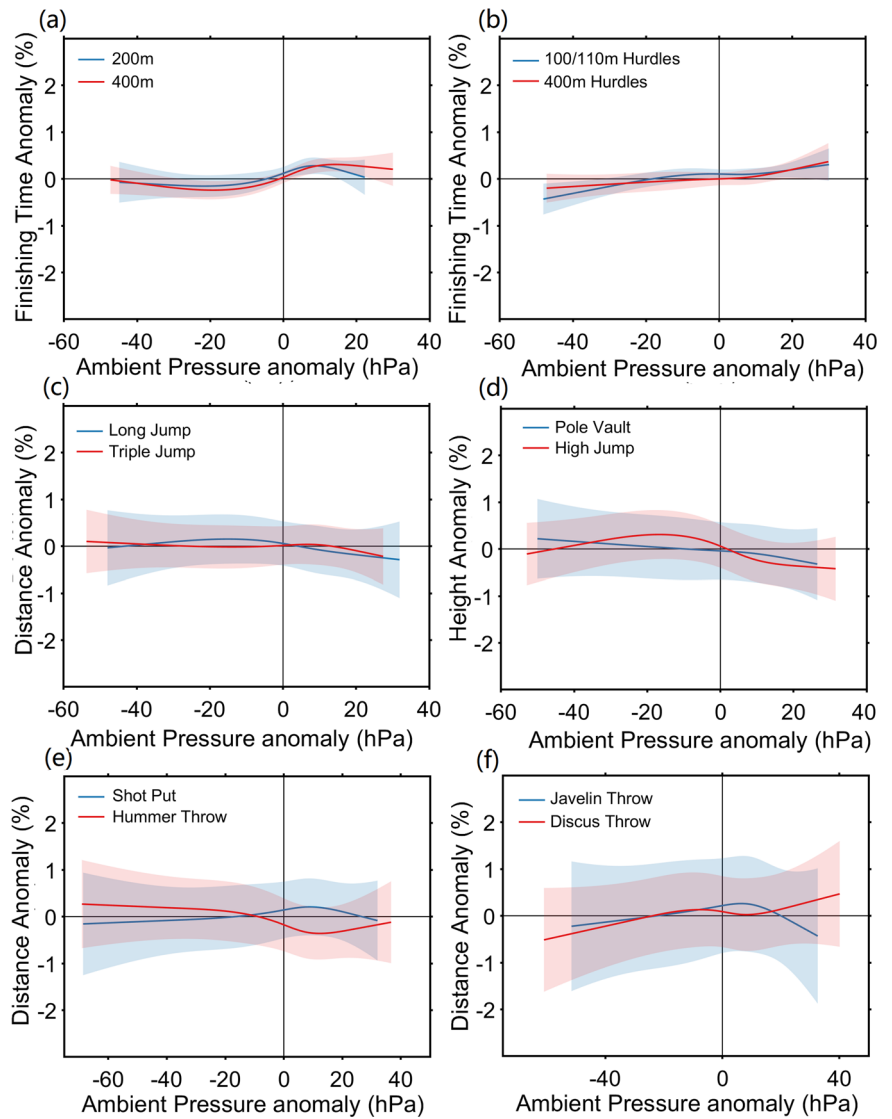 (a)
(b)
Finishing Time Anomaly (%)
200m
400m
2
1
0
-1
-2
-60
-40
-20
0
20
40
Ambient Pressure anomaly (hPa)
Finishing Time Anomaly (%)
100/110m Hurdles
400m Hurdles
2
1
0
-1
-2
-60
-40
-20
0
20
40
Ambient Pressure anomaly (hPa)
(c)
(d)
Distance Anomaly (%)
Long Jump
Triple Jump
2
1
0
-1
-2
-60
-40
-20
0
20
40
Ambient Pressure anomaly (hPa)
Height Anomaly (%)
Pole Vault
High Jump
2
1
0
-1
-2
-60
-40
-20
0
20
40
Ambient Pressure anomaly (hPa)
(e)
(f)
Distance Anomaly (%)
Shot Put
Hummer Throw
2
1
0
-1
-2
-60
-40
-20
0
20
40
Ambient Pressure anomaly (hPa)
Distance Anomaly (%)
Javelin Throw
Discus Throw
2
1
0
-1
-2
-40
0
40
Ambient Pressure anomaly (hPa)